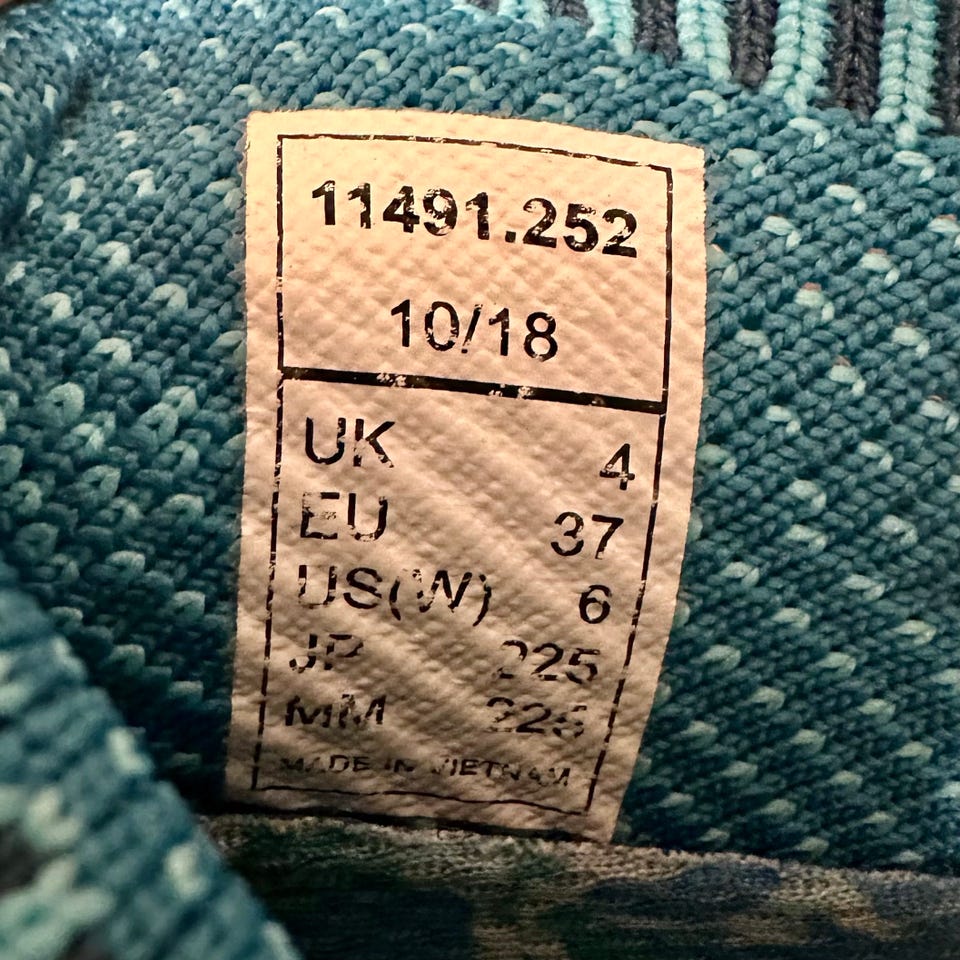 11491.252
10/18
UK 4
EU 37
US(W) 6
JP 225
MM 225
MADE IN VIETNAM